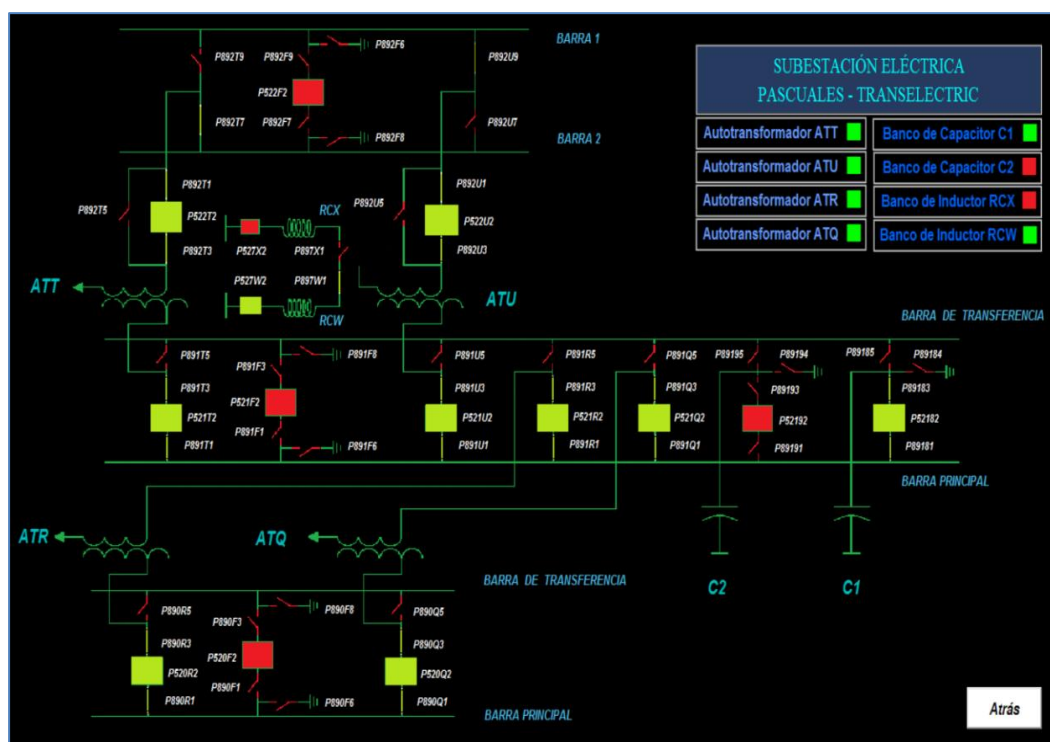 P892F6
BARRA 1
P892T9
P892F9
P892U9
SUBESTACIÓN ELÉCTRICA
PASCUALES - TRANSELECTRIC
P522F2
P892T7
P892F7
P892U7
P892F8
BARRA 2
Autotransformador ATT
Banco de Capacitor C1
Autotransformador ATU
Banco de Capacitor C2
Autotransformador ATR
Banco de Inductor RCX
Autotransformador ATQ
Banco de Inductor RCW
P892T1
P892U1
P892T5
P522T2
RCX
P892U5
P522U2
P527X2
P897X1
P892T3
P892U3
P527W2
P897W1
ATT
ATU
RCW
BARRA DE TRANSFERENCIA
P891T5
P891F8
P891F3
P891U5
P891R5
P891Q5
P89195
P89194
P89185
P89184
P891T3
P891U3
P891R3
P891Q3
P89193
P89183
P521T2
P521F2
P521U2
P521R2
P521Q2
P52192
P52182
P891T1
P891F1
P891F6
P891U1
P891R1
P891Q1
P89191
P89181
BARRA PRINCIPAL
ATR
ATQ
BARRA DE TRANSFERENCIA
C2
C1
P890R5
P890F8
P890F3
P890Q5
P890R3
P890Q3
P520R2
P520F2
P520Q2
P890F1
P890R1
P890F6
P890Q1
BARRA PRINCIPAL
Atrás